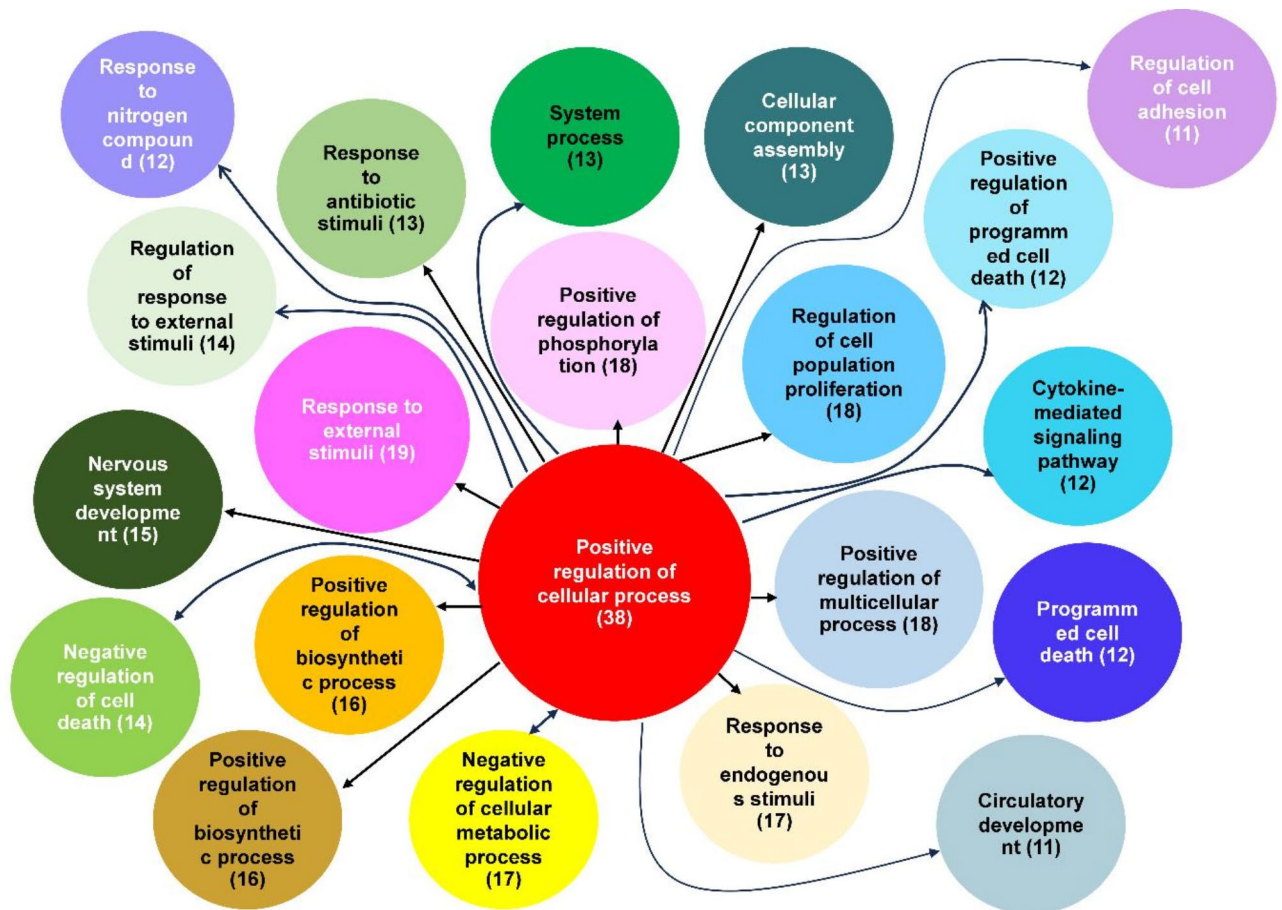 Response
to
nitrogen
compoun
d (12)
Response
to
antibiotic
stimuli (13)
System
process
(13)
Cellular
component
assembly
(13)
Regulation
of cell
adhesion
(11)
Regulation
of
response
to external
stimuli (14)
Positive
regulation of
phosphoryla
tion (18)
Regulation
of cell
population
proliferation
(18)
Positive
regulation
of
programm
ed cell
death (12)
Response to
external
stimuli (19)
Cytokine-
mediated
signaling
pathway
(12)
Nervous
system
developme
nt (15)
Positive
regulation of
cellular process
(38)
Positive
regulation of
multicellular
process (18)
Programm
ed cell
death (12)
Positive
regulation
of
biosyntheti
c process
(16)
Negative
regulation
of cell
death (14)
Positive
regulation
of
biosyntheti
c process
(16)
Negative
regulation
of cellular
metabolic
process
(17)
Response
to
endogenou
s stimuli
(17)
Circulatory
developme
nt (11)